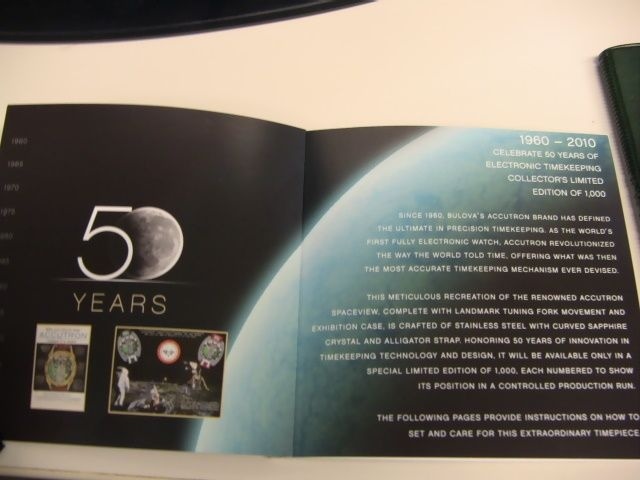 1960
1965
1970
1975
50
YEARS
ACCUTRON
1960 – 2010
CELEBRATE 50 YEARS OF
ELECTRONIC TIMEKEEPING
COLLECTOR'S LIMITED
EDITION OF 1,000
SINCE 1960, BULOVA'S ACCUTRON BRAND HAS DEFINED
THE ULTIMATE IN PRECISION TIMEKEEPING. AS THE WORLD'S
FIRST FULLY ELECTRONIC WATCH, ACCUTRON REVOLUTIONIZED
THE WAY THE WORLD TOLD TIME, OFFERING WHAT WAS THEN
THE MOST ACCURATE TIMEKEEPING MECHANISM EVER DEVISED.
THIS METICULOUS RECREATION OF THE RENOWNED ACCUTRON
SPACEVIEW, COMPLETE WITH LANDMARK TUNING FORK MOVEMENT AND
EXHIBITION CASE, IS CRAFTED OF STAINLESS STEEL WITH CURVED SAPPHIRE
CRYSTAL AND ALLIGATOR STRAP. HONORING 50 YEARS OF INNOVATION IN
TIMEKEEPING TECHNOLOGY AND DESIGN, IT WILL BE AVAILABLE ONLY IN A
SPECIAL LIMITED EDITION OF 1,000, EACH NUMBERED TO SHOW
ITS POSITION IN A CONTROLLED PRODUCTION RUN.
THE FOLLOWING PAGES PROVIDE INSTRUCTIONS ON HOW TO
SET AND CARE FOR THIS EXTRAORDINARY TIMEPIECE